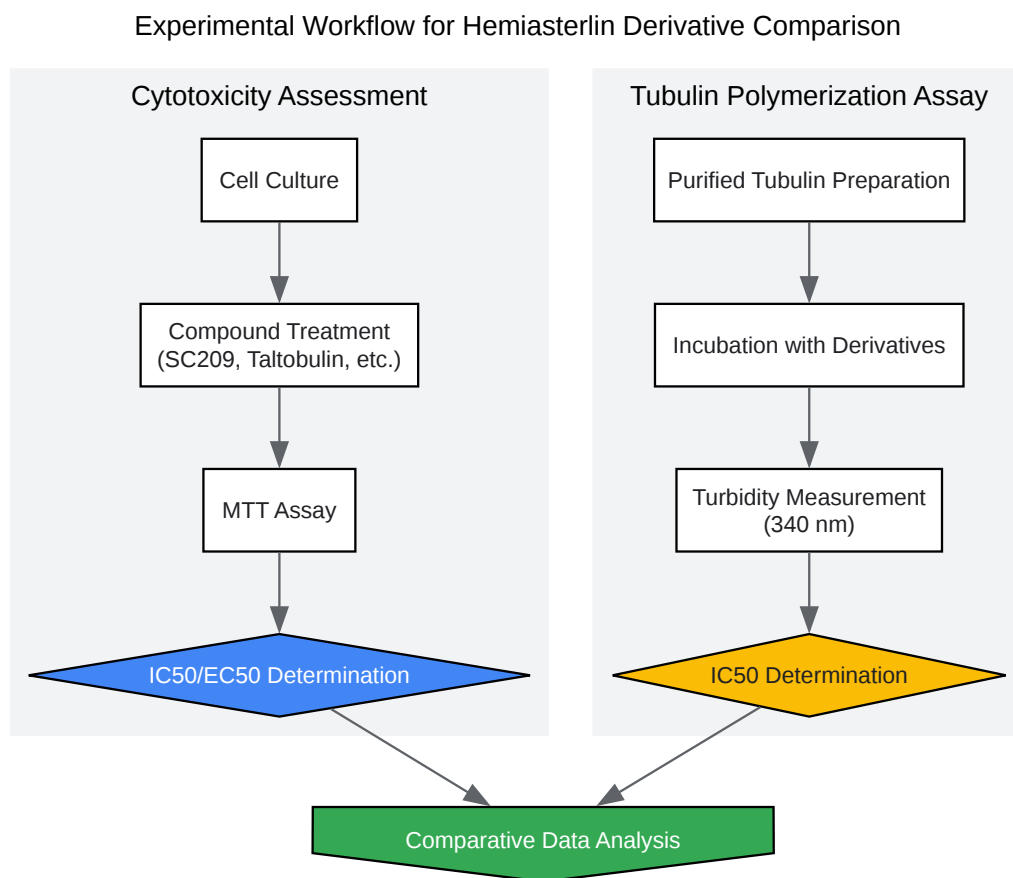 Experimental Workflow for Hemiasterlin Derivative Comparison
Cytotoxicity Assessment
Cell Culture
Compound Treatment
(SC209, Taltobulin, etc.)
MTT Assay
IC50/EC50 Determination
Tubulin Polymerization Assay
Purified Tubulin Preparation
Incubation with Derivatives
Turbidity Measurement
(340 nm)
IC50 Determination
Comparative Data Analysis